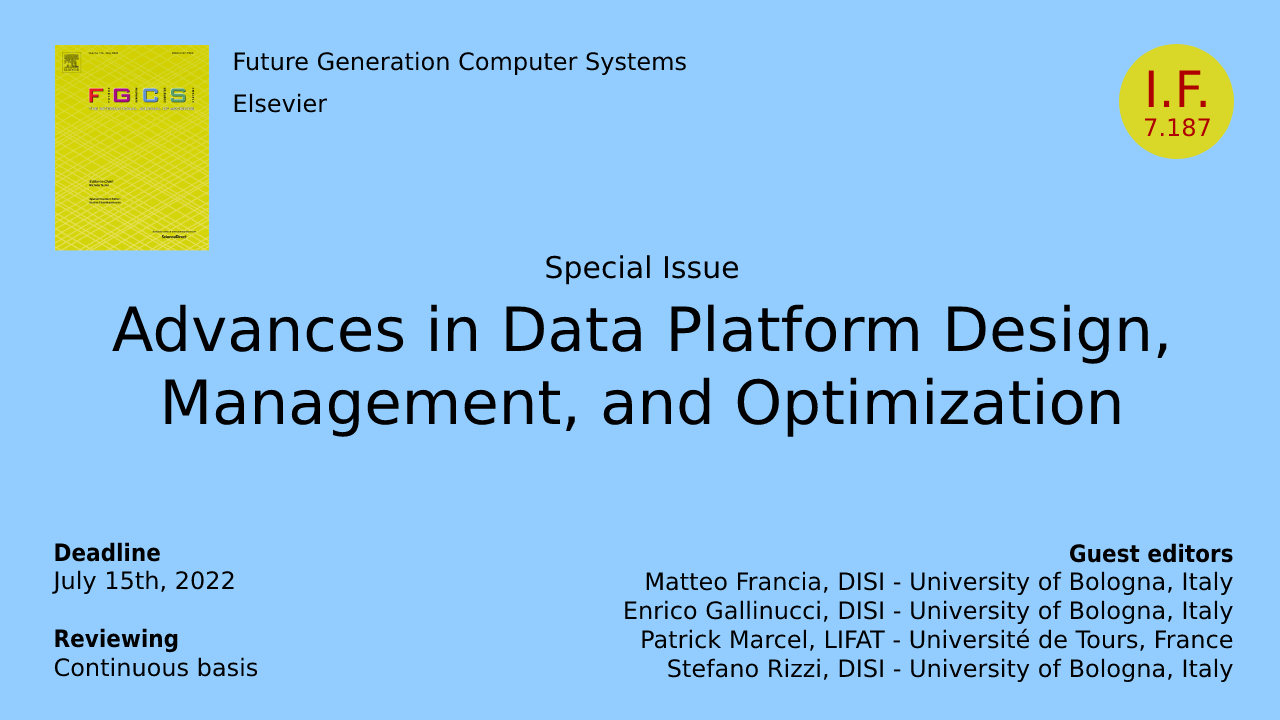 FGCS
Future Generation Computer Systems
Elsevier
I.F.
7.187
Special Issue
Advances in Data Platform Design,
Management, and Optimization
Deadline
July 15th, 2022
Reviewing
Continuous basis
Guest editors
Matteo Francia, DISI - University of Bologna, Italy
Enrico Gallinucci, DISI - University of Bologna, Italy
Patrick Marcel, LIFAT - Université de Tours, France
Stefano Rizzi, DISI - University of Bologna, Italy